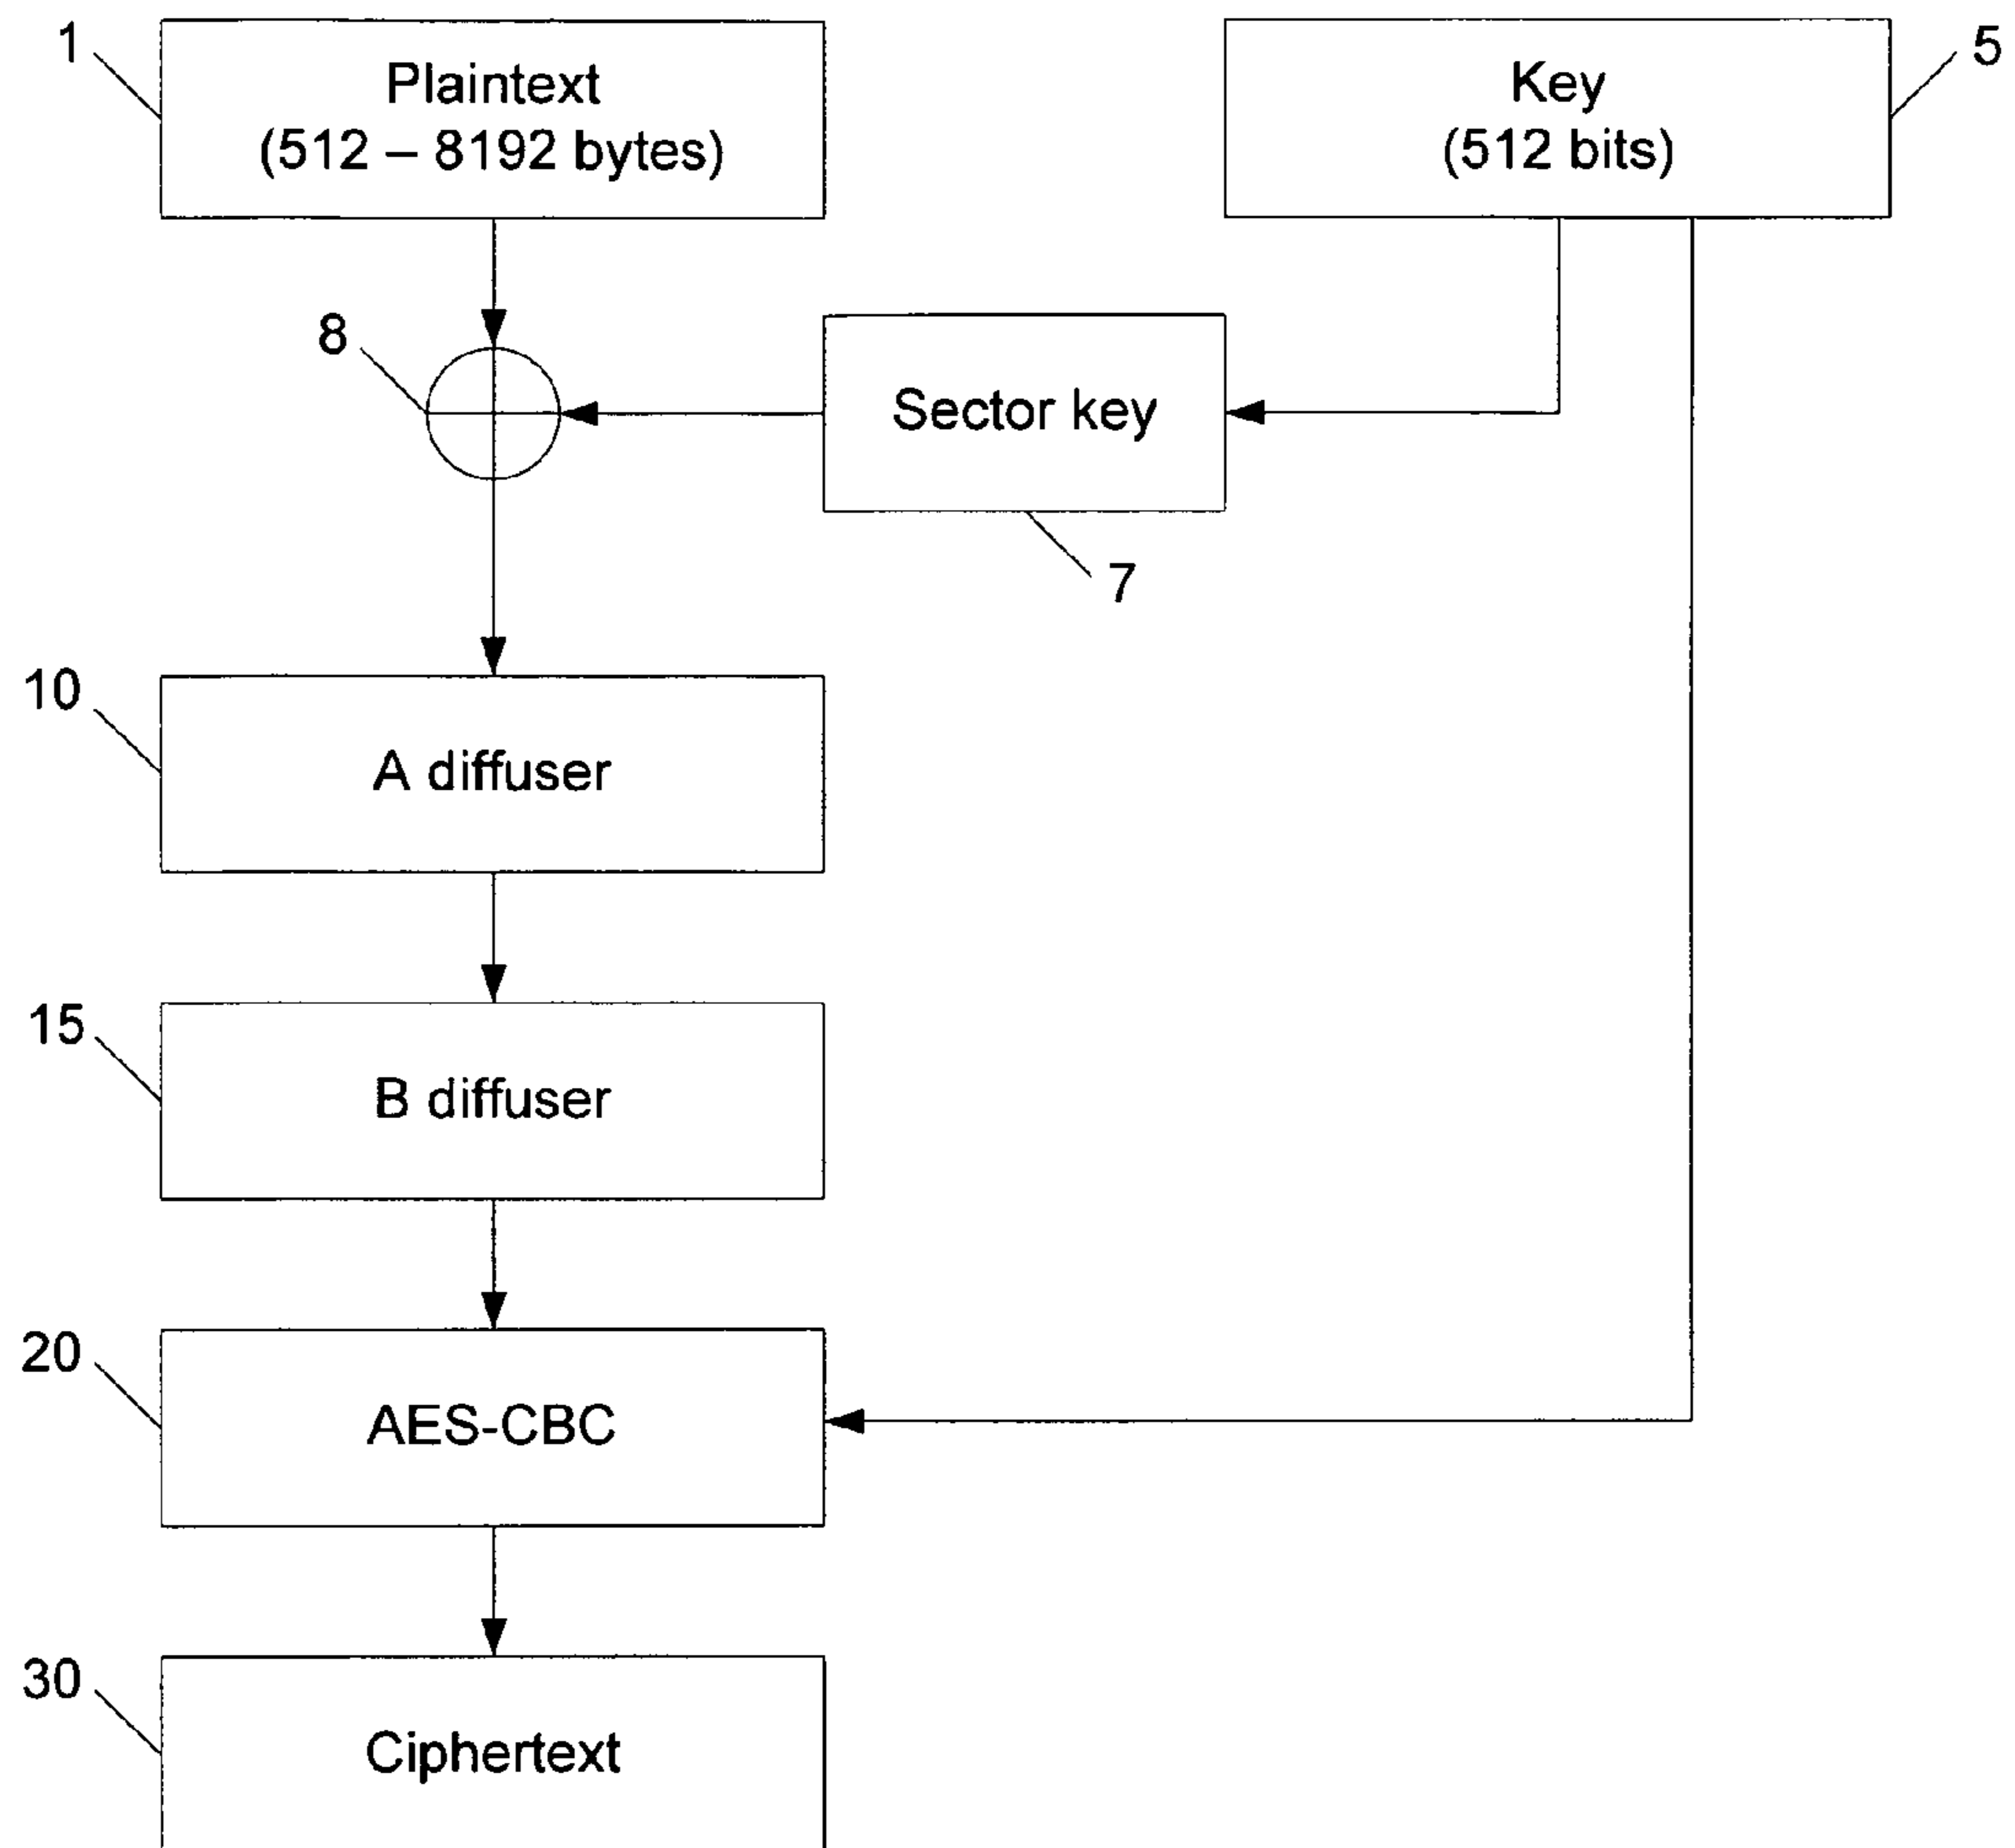 1
Plaintext
(512 – 8192 bytes)
Key
(512 bits)
5
8
Sector key
7
10
A diffuser
15
B diffuser
20
AES-CBC
30
Ciphertext